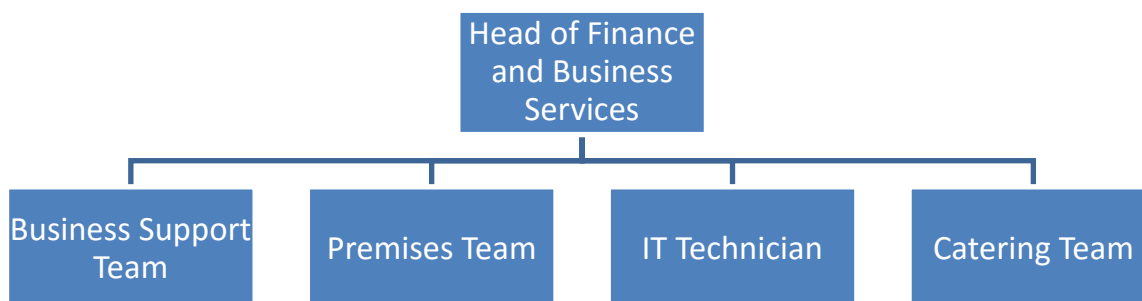 Head of Finance
and Business
Services
Business Support
Team
Premises Team
IT Technician
Catering Team